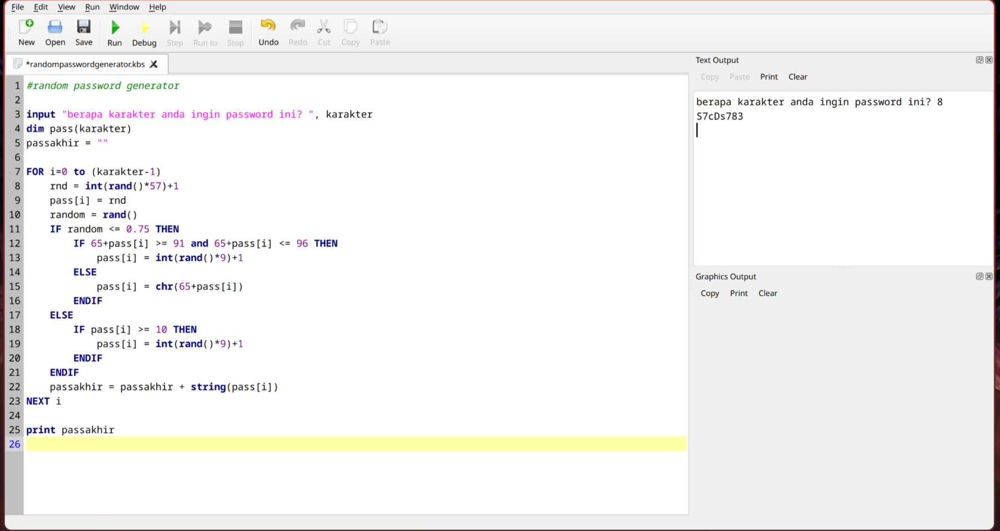 File Edit View Run Window Help
New Open Save Run Debug Step Run to Stop Undo Redo Cut Copy Paste
*randompasswordgenerator.kbs
1 #random password generator
2
3 input "berapa karakter anda ingin password ini? ", karakter
4 dim pass(karakter)
5 passakhir = ""
6
7 FOR i=0 to (karakter-1)
8     rnd = int(rand()*57)+1
9     pass[i] = rnd
10     random = rand()
11     IF random <= 0.75 THEN
12         IF 65+pass[i] >= 91 and 65+pass[i] <= 96 THEN
13             pass[i] = int(rand()*9)+1
14         ELSE
15             pass[i] = chr(65+pass[i])
16         ENDIF
17     ELSE
18         IF pass[i] >= 10 THEN
19             pass[i] = int(rand()*9)+1
20         ENDIF
21     ENDIF
22     passakhir = passakhir + string(pass[i])
23 NEXT i
24
25 print passakhir
26
Text Output
Copy Paste Print Clear
berapa karakter anda ingin password ini? 8
S7cDs783
Graphics Output
Copy Print Clear